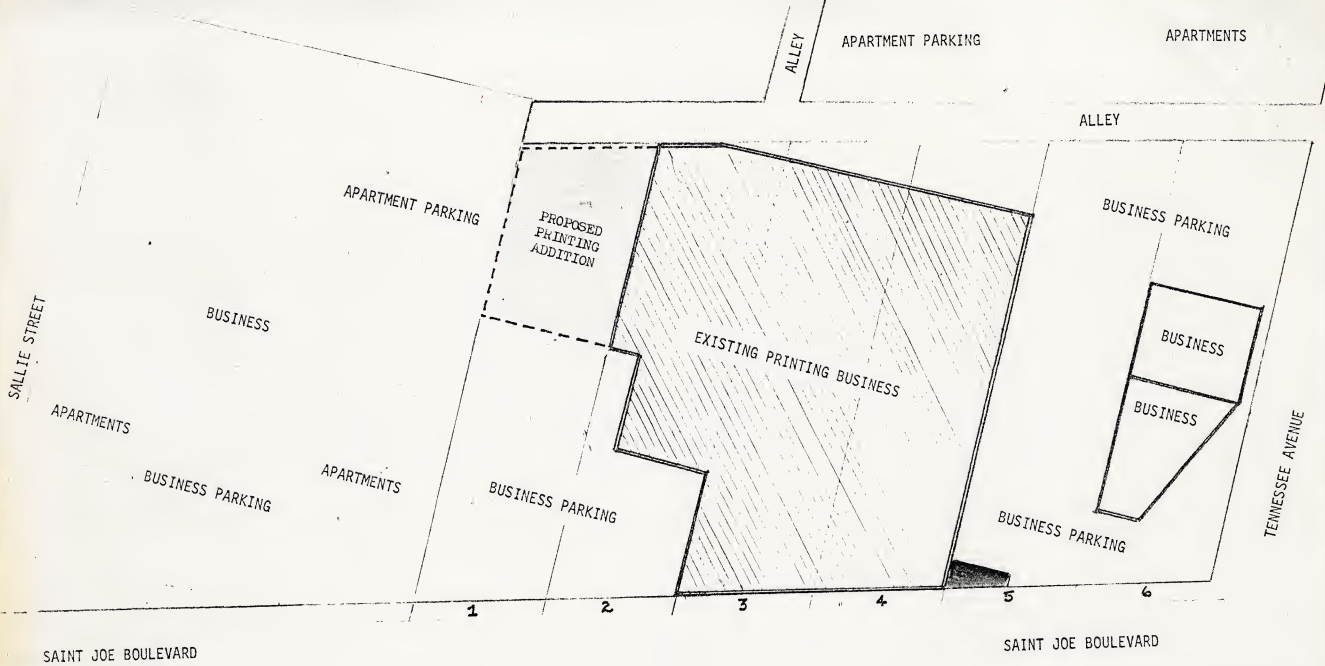 APARTMENT PARKING
APARTMENTS
ALLEY
ALLEY
APARTMENT PARKING
PROPOSED
PRINTING
ADDITION
BUSINESS PARKING
SALLIE STREET
BUSINESS
EXISTING PRINTING BUSINESS
BUSINESS
BUSINESS
APARTMENTS
BUSINESS PARKING
APARTMENTS
BUSINESS PARKING
BUSINESS PARKING
TENNESSEE AVENUE
1 2 3 4 5 6
SAINT JOE BOULEVARD
SAINT JOE BOULEVARD